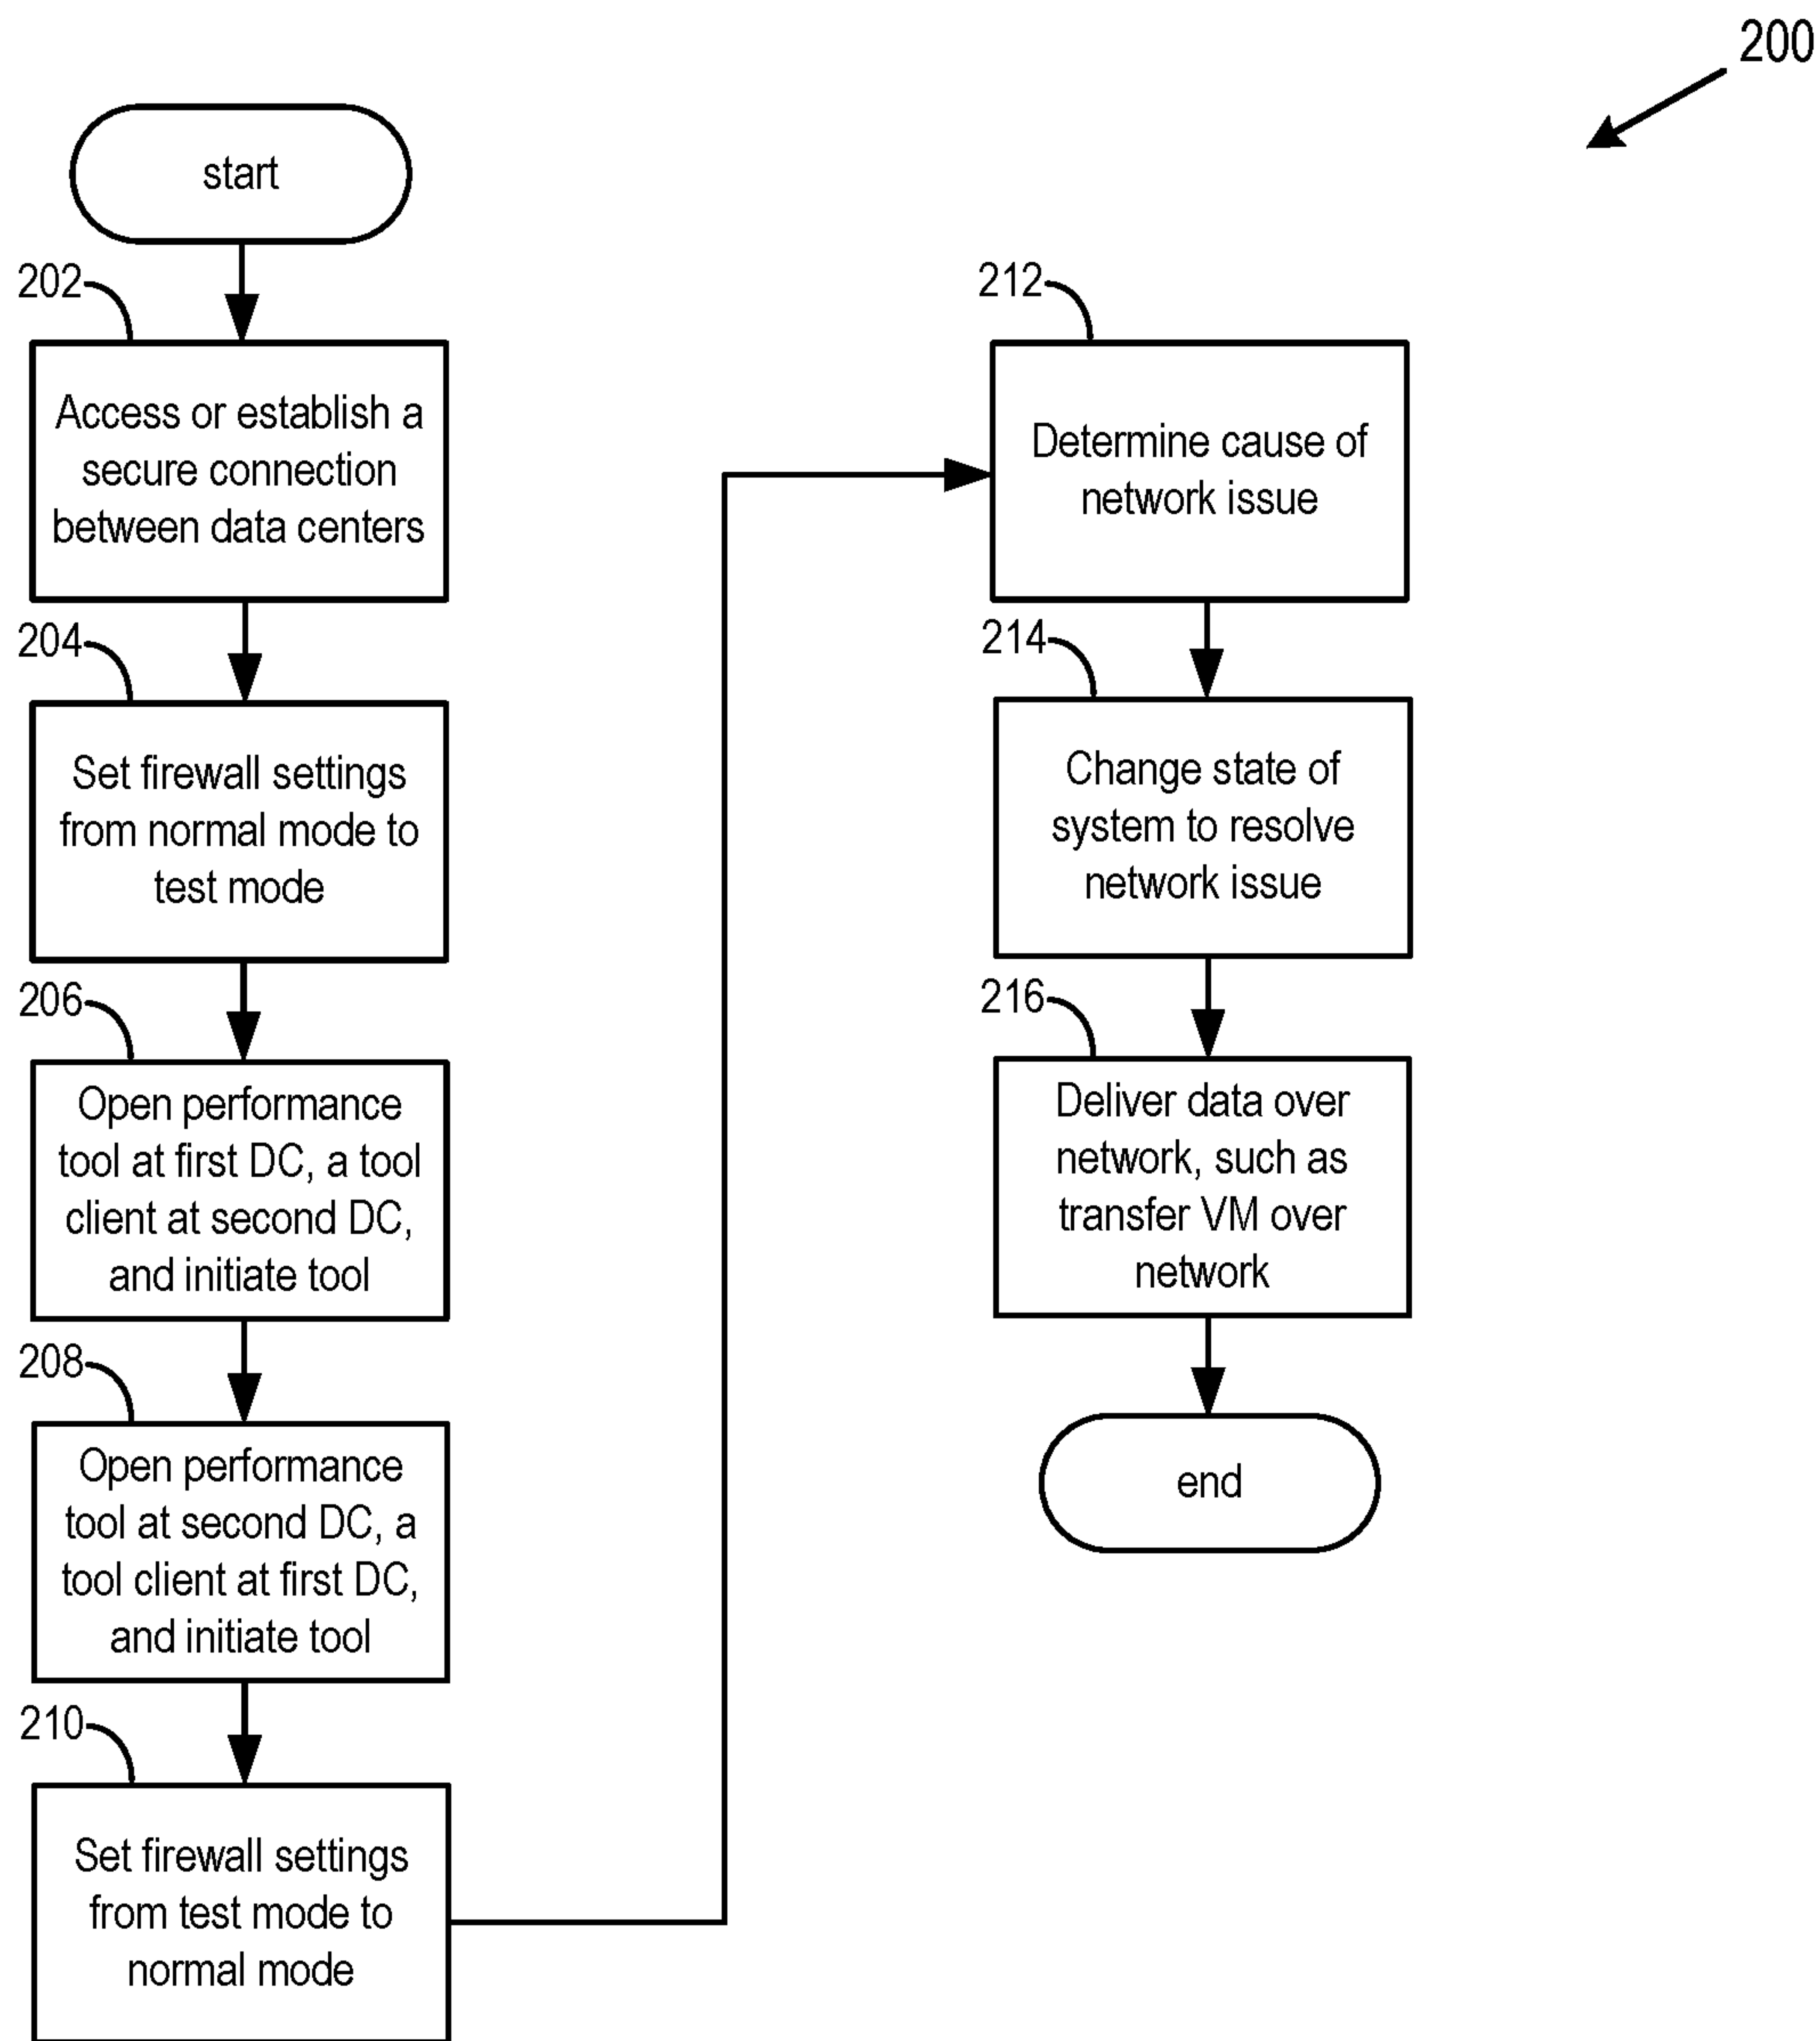 200
start
202
Access or establish a
secure connection
between data centers
204
Set firewall settings
from normal mode to
test mode
206
Open performance
tool at first DC, a tool
client at second DC,
and initiate tool
208
Open performance
tool at second DC, a
tool client at first DC,
and initiate tool
210
Set firewall settings
from test mode to
normal mode
212
Determine cause of
network issue
214
Change state of
system to resolve
network issue
216
Deliver data over
network, such as
transfer VM over
network
end